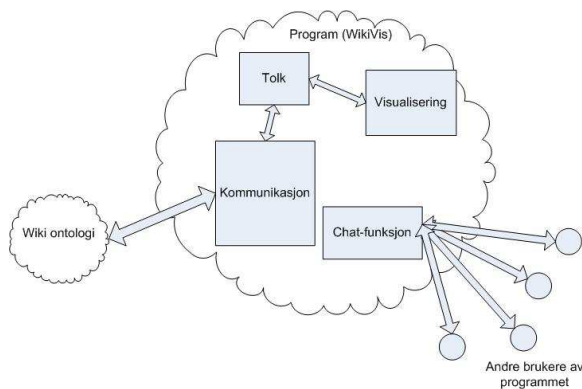 Program (WikiVis)
Tolk
Visualisering
Kommunikasjon
Wiki ontologi
Chat-funksjon
Andre brukere av
programmet